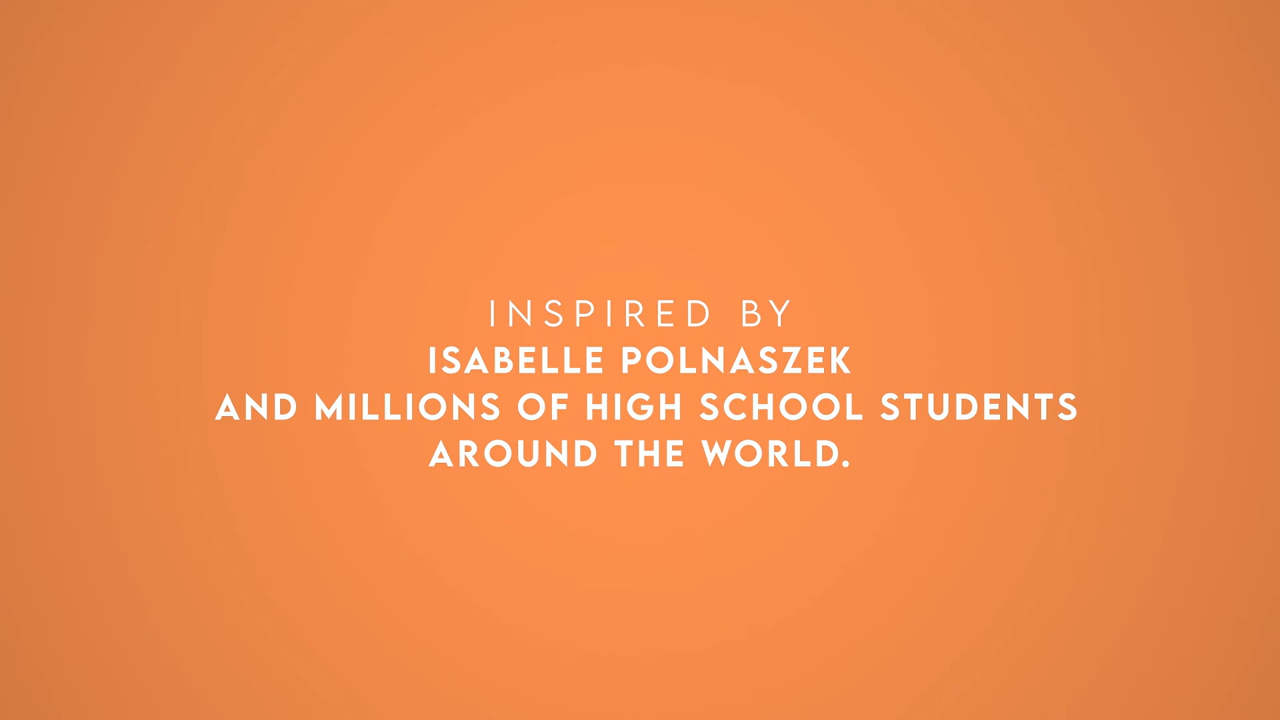 INSPIRED BY
ISABELLE POLNASZEK
AND MILLIONS OF HIGH SCHOOL STUDENTS
AROUND THE WORLD.